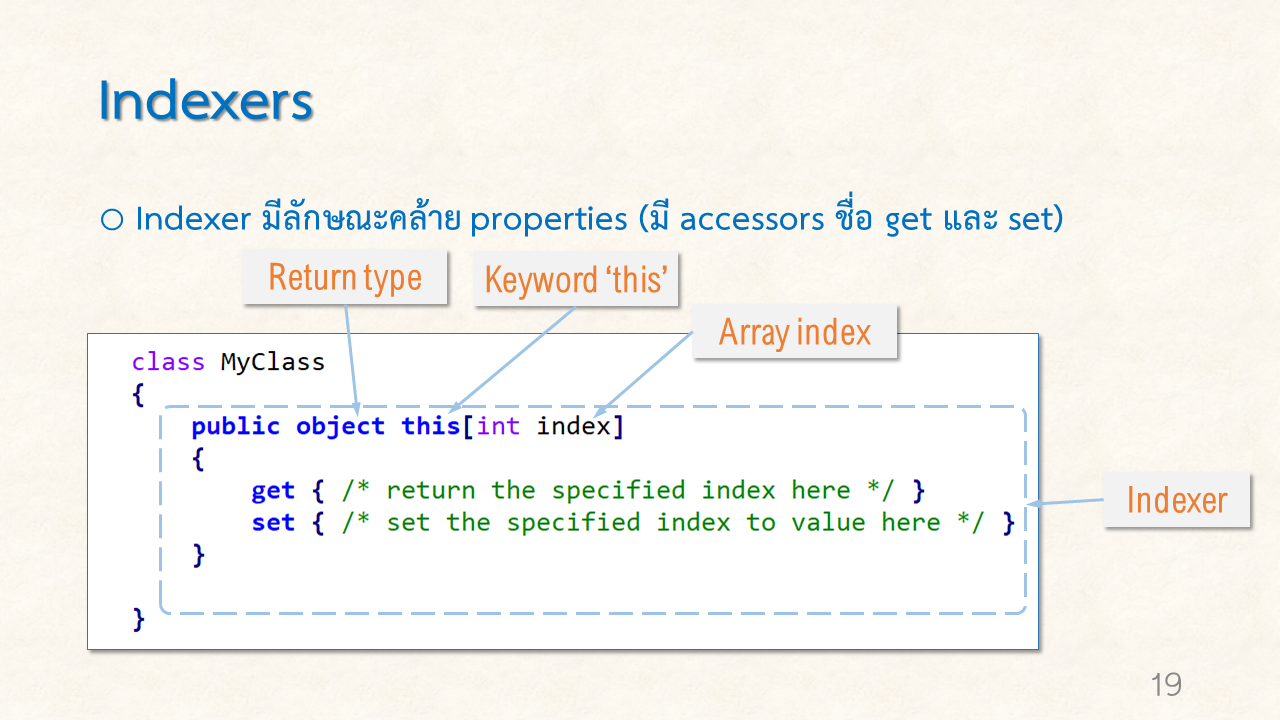 Indexers
Indexer มีลักษณะคล้าย properties (มี accessors ชื่อ get และ set)
Return type
Keyword ‘this’
Array index
class MyClass
{
public object this[int index]
{
get { /* return the specified index here */ }
set { /* set the specified index to value here */ }
}
}
Indexer
19